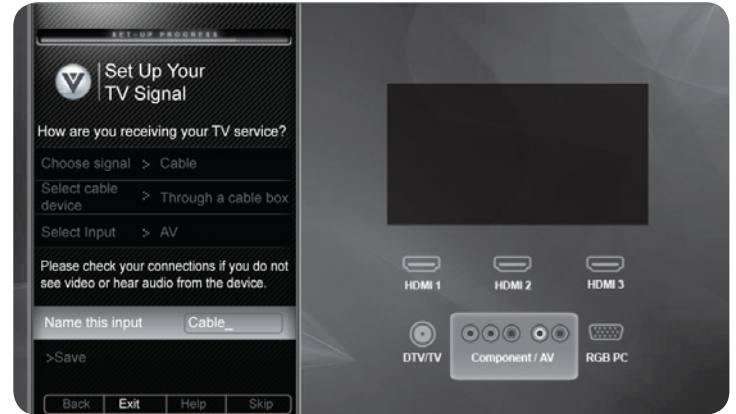 SET-UP PROGRESS
V
Set Up Your
TV Signal
How are you receiving your TV service?
Choose signal > Cable
Select cable
device > Through a cable box
Select Input > AV
Please check your connections if you do not
see video or hear audio from the device.
Name this input Cable_
>Save
Back Exit Help Skip
HDMI 1 HDMI 2 HDMI 3
DTV/TV Component / AV RGB PC